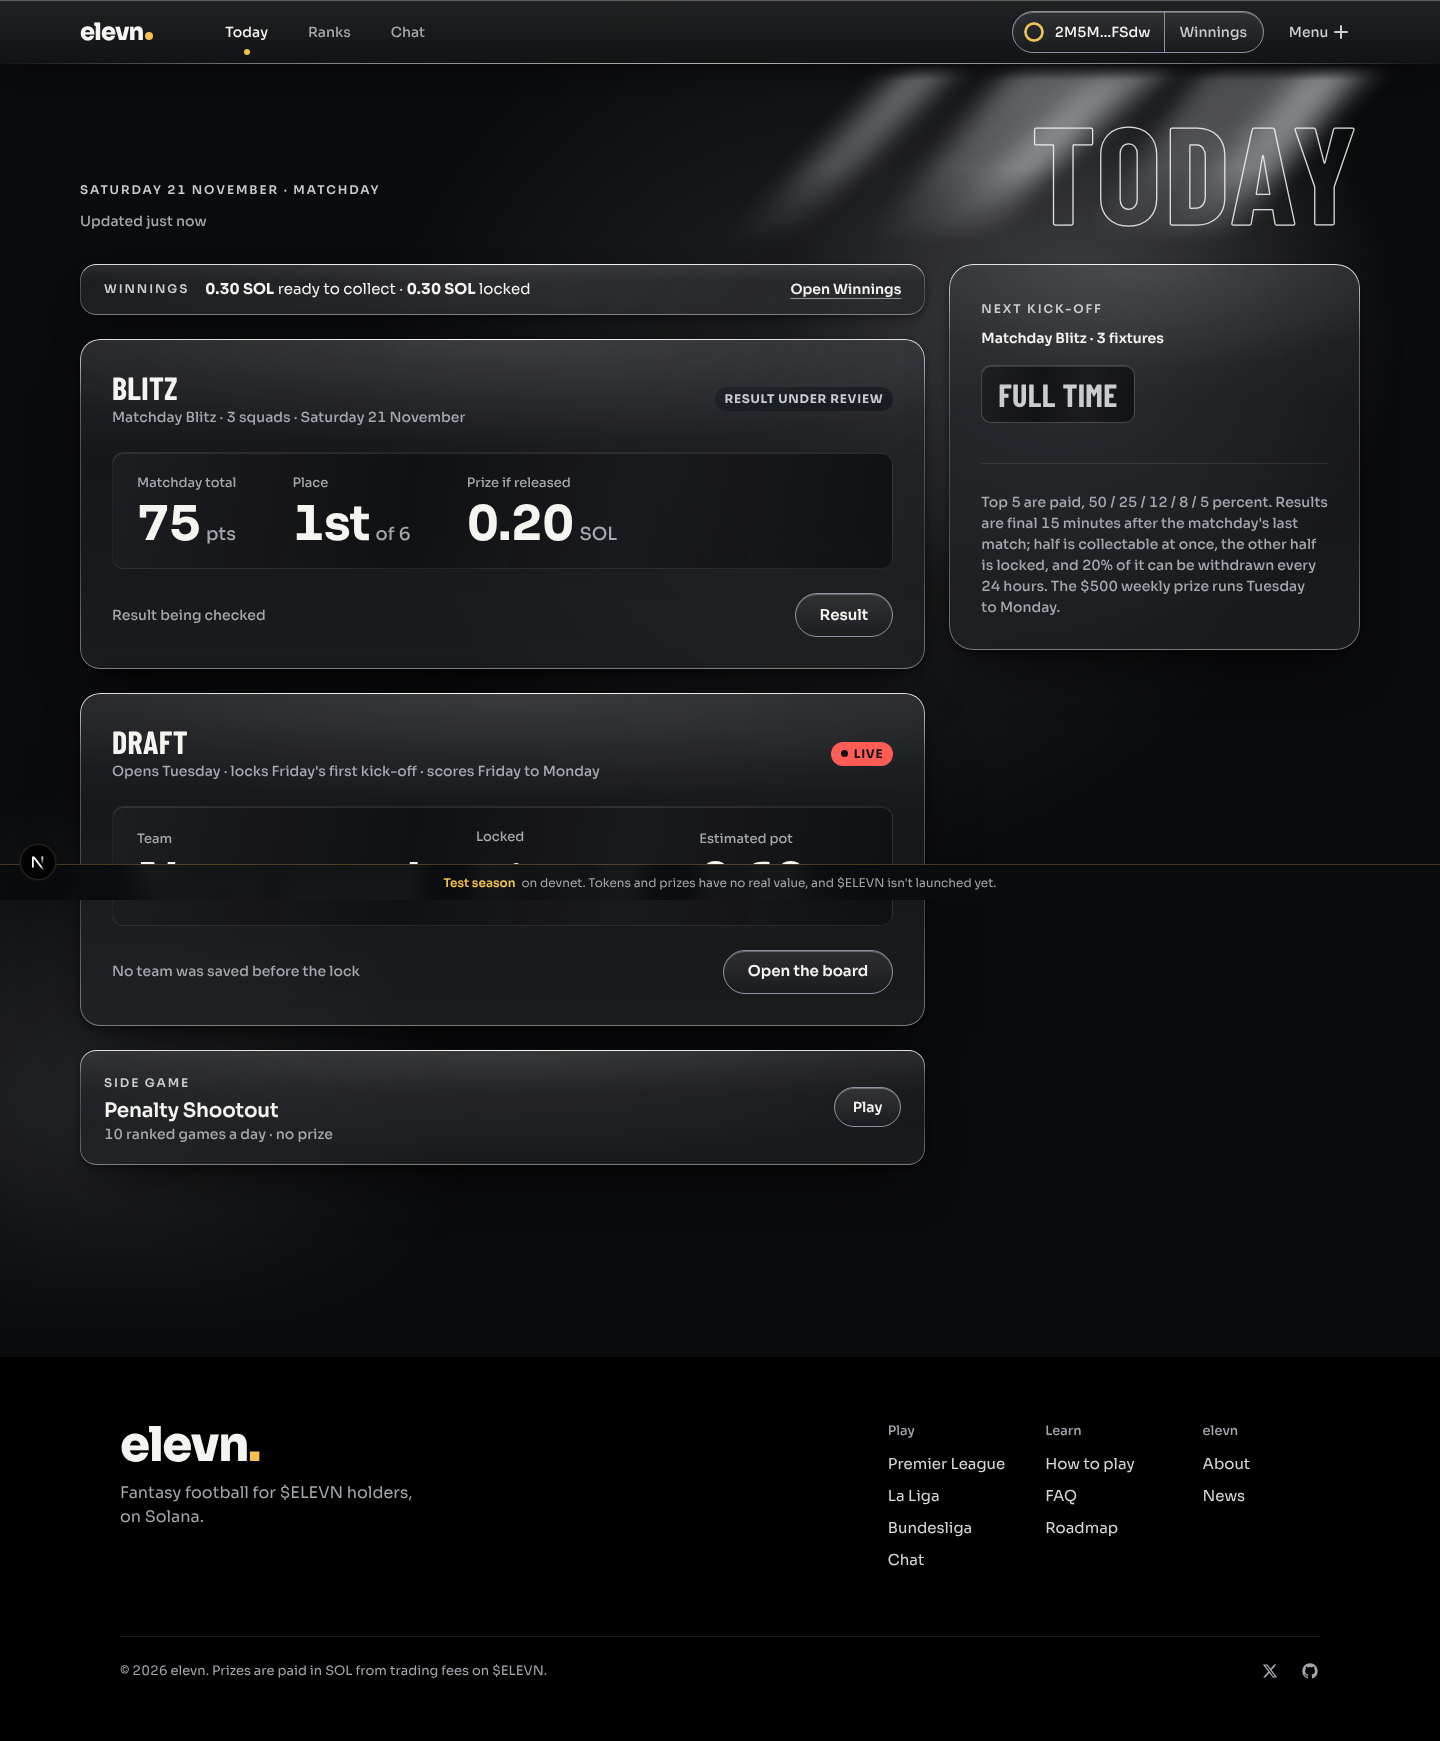 elevn.
Today
Ranks
Chat
2M5M...FSdw
Winnings
Menu
TODAY
SATURDAY 21 NOVEMBER · MATCHDAY
Updated just now
WINNINGS 0.30 SOL ready to collect · 0.30 SOL locked
Open Winnings
BLITZ
Matchday Blitz · 3 squads · Saturday 21 November
RESULT UNDER REVIEW
Matchday total
75 pts
Place
1st of 6
Prize if released
0.20 SOL
Result being checked
Result
NEXT KICK-OFF
Matchday Blitz · 3 fixtures
FULL TIME
Top 5 are paid, 50 / 25 / 12 / 8 / 5 percent. Results
are final 15 minutes after the matchday's last
match; half is collectable at once, the other half
is locked, and 20% of it can be withdrawn every
24 hours. The $500 weekly prize runs Tuesday
to Monday.
DRAFT
Opens Tuesday · locks Friday's first kick-off · scores Friday to Monday
LIVE
Team
Locked
Estimated pot
N
Test season on devnet. Tokens and prizes have no real value, and $ELEVN isn't launched yet.
No team was saved before the lock
Open the board
SIDE GAME
Penalty Shootout
10 ranked games a day · no prize
Play
elevn.
Fantasy football for $ELEVN holders,
on Solana.
Play
Premier League
La Liga
Bundesliga
Chat
Learn
How to play
FAQ
Roadmap
elevn
About
News
© 2026 elevn. Prizes are paid in SOL from trading fees on $ELEVN.